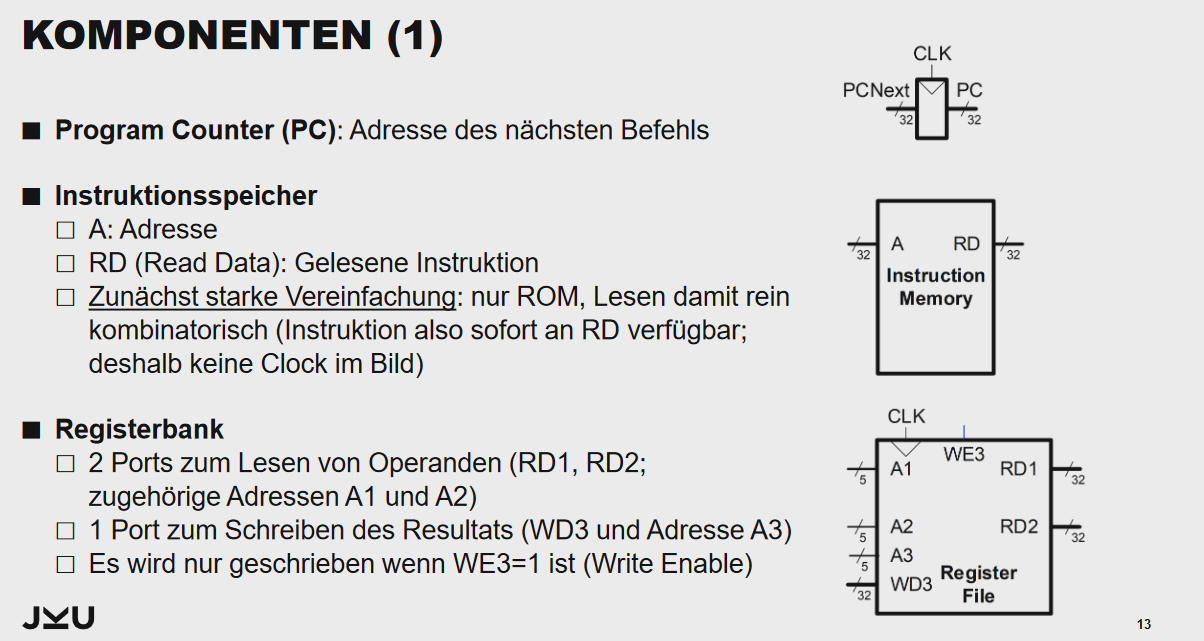 KOMPONENTEN (1)
■ Program Counter (PC): Adresse des nächsten Befehls
■ Instruktionsspeicher
□ A: Adresse
□ RD (Read Data): Gelesene Instruktion
□ Zunächst starke Vereinfachung: nur ROM, Lesen damit rein
kombinatorisch (Instruktion also sofort an RD verfügbar;
deshalb keine Clock im Bild)
■ Registerbank
□ 2 Ports zum Lesen von Operanden (RD1, RD2;
zugehörige Adressen A1 und A2)
□ 1 Port zum Schreiben des Resultats (WD3 und Adresse A3)
□ Es wird nur geschrieben wenn WE3=1 ist (Write Enable)
CLK
PCNext PC
32 32
A RD
32 32
Instruction
Memory
CLK
WE3
A1 RD1
5 32
A2 RD2
5 32
A3
5
WD3
32
Register
File
JKU
13